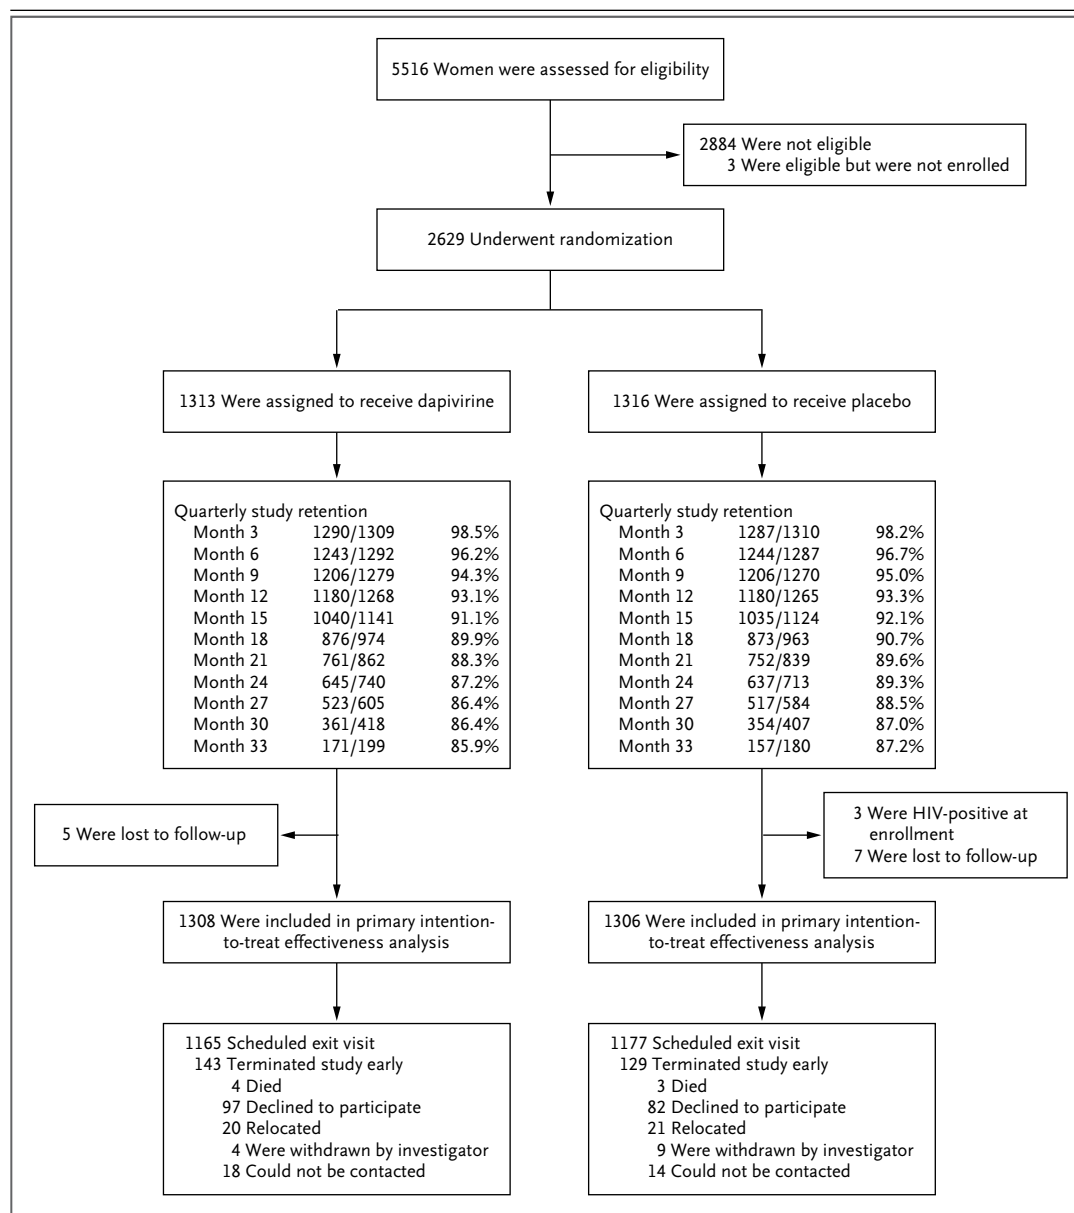 5516 Women were assessed for eligibility
2884 Were not eligible
3 Were eligible but were not enrolled
2629 Underwent randomization
1313 Were assigned to receive dapivirine
1316 Were assigned to receive placebo
Quarterly study retention
Month 3 1290/1309 98.5%
Month 6 1243/1292 96.2%
Month 9 1206/1279 94.3%
Month 12 1180/1268 93.1%
Month 15 1040/1141 91.1%
Month 18 876/974 89.9%
Month 21 761/862 88.3%
Month 24 645/740 87.2%
Month 27 523/605 86.4%
Month 30 361/418 86.4%
Month 33 171/199 85.9%
Quarterly study retention
Month 3 1287/1310 98.2%
Month 6 1244/1287 96.7%
Month 9 1206/1270 95.0%
Month 12 1180/1265 93.3%
Month 15 1035/1124 92.1%
Month 18 873/963 90.7%
Month 21 752/839 89.6%
Month 24 637/713 89.3%
Month 27 517/584 88.5%
Month 30 354/407 87.0%
Month 33 157/180 87.2%
5 Were lost to follow-up
3 Were HIV-positive at
enrollment
7 Were lost to follow-up
1308 Were included in primary intention-
to-treat effectiveness analysis
1306 Were included in primary intention-
to-treat effectiveness analysis
1165 Scheduled exit visit
143 Terminated study early
4 Died
97 Declined to participate
20 Relocated
4 Were withdrawn by investigator
18 Could not be contacted
1177 Scheduled exit visit
129 Terminated study early
3 Died
82 Declined to participate
21 Relocated
9 Were withdrawn by investigator
14 Could not be contacted